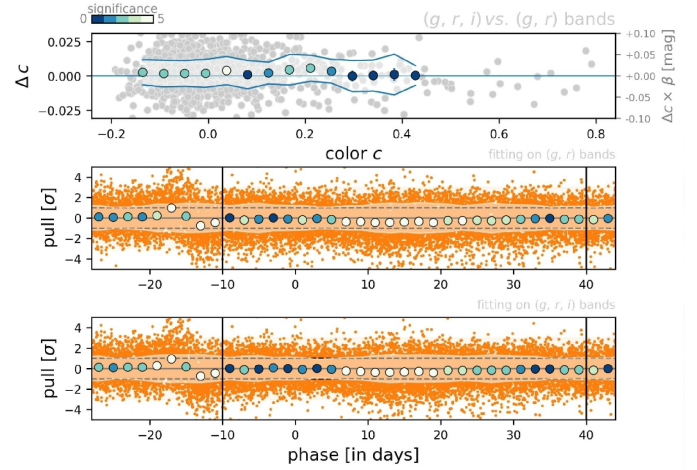 significance
0 5
(g, r, i) vs. (g, r) bands
0.025
0.000
−0.025
Δ c
+0.10
+0.05
+0.00
−0.05
−0.10
Δc × β [mag]
−0.2 0.0 0.2 0.4 0.6 0.8
color c
fitting on (g, r) bands
4
2
0
−2
−4
pull [σ]
−20 −10 0 10 20 30 40
fitting on (g, r, i) bands
4
2
0
−2
−4
pull [σ]
−20 −10 0 10 20 30 40
phase [in days]